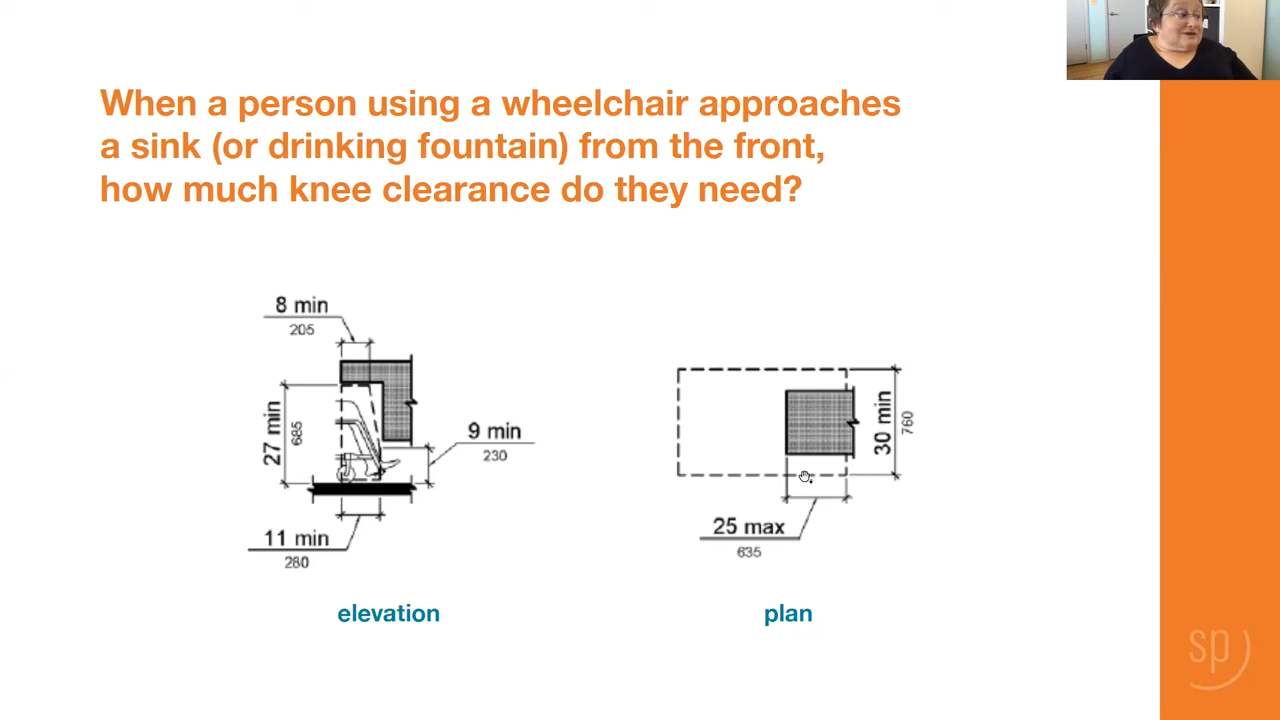 When a person using a wheelchair approaches
a sink (or drinking fountain) from the front,
how much knee clearance do they need?
8 min
205
27 min
685
9 min
230
11 min
280
elevation
30 min
760
25 max
635
plan
sp